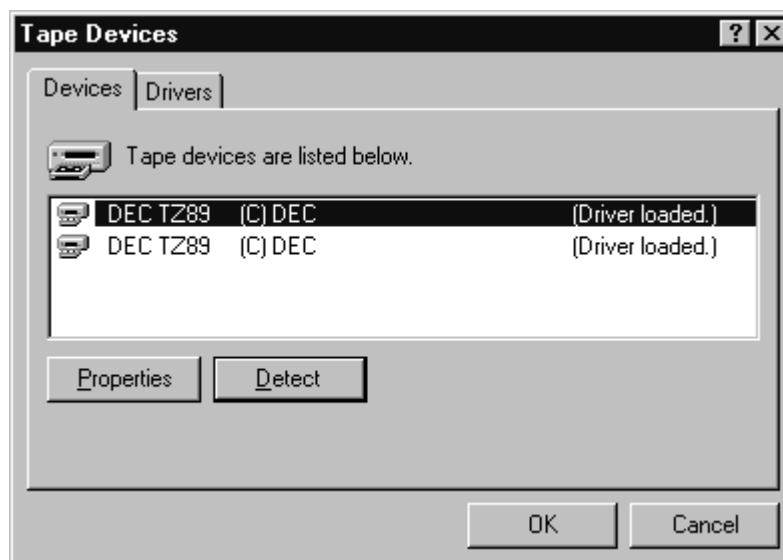 Tape Devices
Devices Drivers
Tape devices are listed below.
DEC TZ89 (C) DEC (Driver loaded.)
DEC TZ89 (C) DEC (Driver loaded.)
Properties Detect
OK Cancel